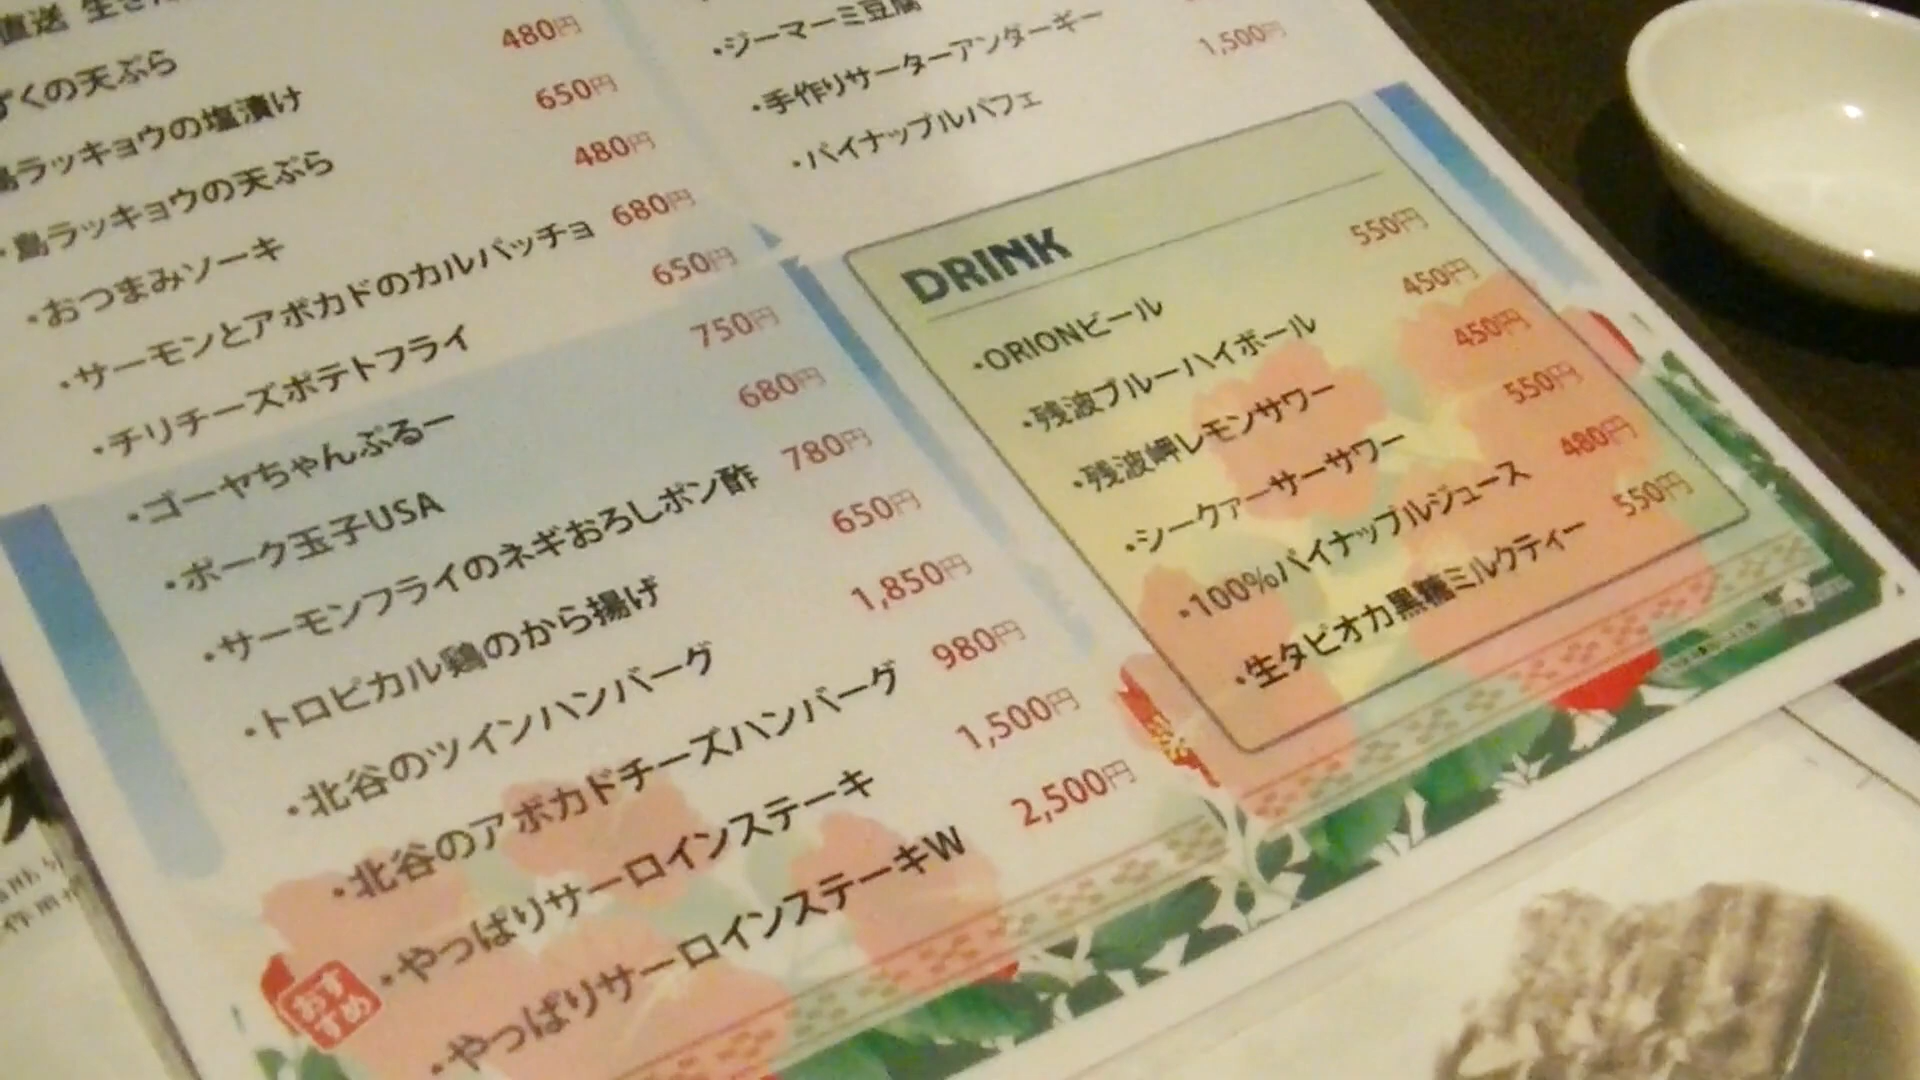 直送 生
ずくの天ぷら 480円
島ラッキョウの塩漬け 650円
・島ラッキョウの天ぷら 480円
・おつまみソーキ 680円
・サーモンとアボカドのカルパッチョ 650円
・チリチーズポテトフライ 750円
・ゴーヤちゃんぷるー 680円
・ポーク玉子USA 780円
・サーモンフライのネギおろしポン酢 650円
・トロピカル鶏のから揚げ 1,850円
・北谷のツインハンバーグ 980円
・北谷のアボカドチーズハンバーグ 1,500円
・やっぱりサーロインステーキ 2,500円
・やっぱりサーロインステーキW
おすすめ
・ジーマーミ豆腐
・手作りサーターアンダーギー 1,500円
・パイナップルパフェ
DRINK
・ORIONビール 550円
・残波ブルーハイボール 450円
・残波岬レモンサワー 450円
・シークァーサーサワー 550円
・100%パイナップルジュース 480円
・生タピオカ黒糖ミルクティー 550円